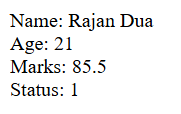 Name: Rajan Dua
Age: 21
Marks: 85.5
Status: 1